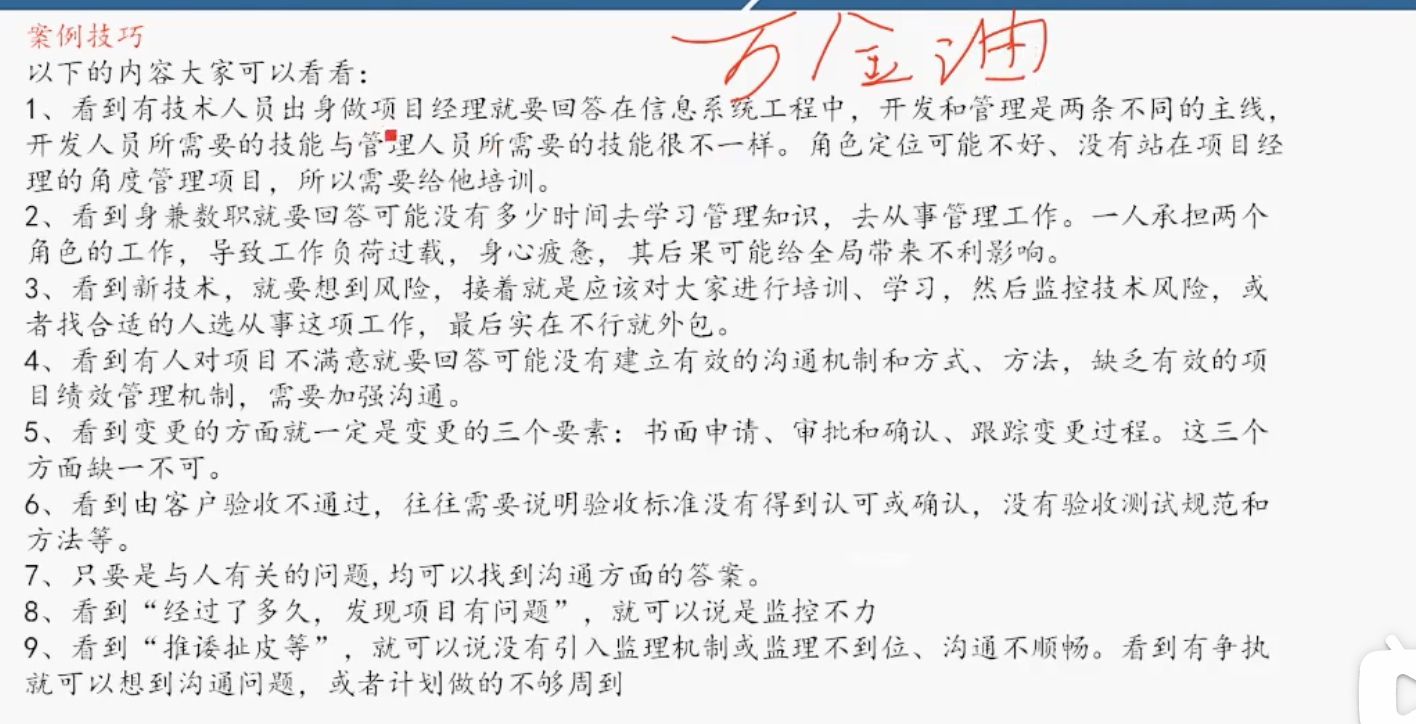 案例技巧
万金油
以下的内容大家可以看看：
1、看到有技术人员出身做项目经理就要回答在信息系统工程中，开发和管理是两条不同的主线，
开发人员所需要的技能与管理人员所需要的技能很不一样。角色定位可能不好、没有站在项目经
理的角度管理项目，所以需要给他培训。
2、看到身兼数职就要回答可能没有多少时间去学习管理知识，去从事管理工作。一人承担两个
角色的工作，导致工作负荷过载，身心疲惫，其后果可能给全局带来不利影响。
3、看到新技术，就要想到风险，接着就是应该对大家进行培训、学习，然后监控技术风险，或
者找合适的人选从事这项工作，最后实在不行就外包。
4、看到有人对项目不满意就要回答可能没有建立有效的沟通机制和方式、方法，缺乏有效的项
目绩效管理机制，需要加强沟通。
5、看到变更的方面就一定是变更的三个要素：书面申请、审批和确认、跟踪变更过程。这三个
方面缺一不可。
6、看到由客户验收不通过，往往需要说明验收标准没有得到认可或确认，没有验收测试规范和
方法等。
7、只要是与人有关的问题,均可以找到沟通方面的答案。
8、看到“经过了多久，发现项目有问题”，就可以说是监控不力
9、看到“推诿扯皮等”，就可以说没有引入监理机制或监理不到位、沟通不顺畅。看到有争执
就可以想到沟通问题，或者计划做的不够周到